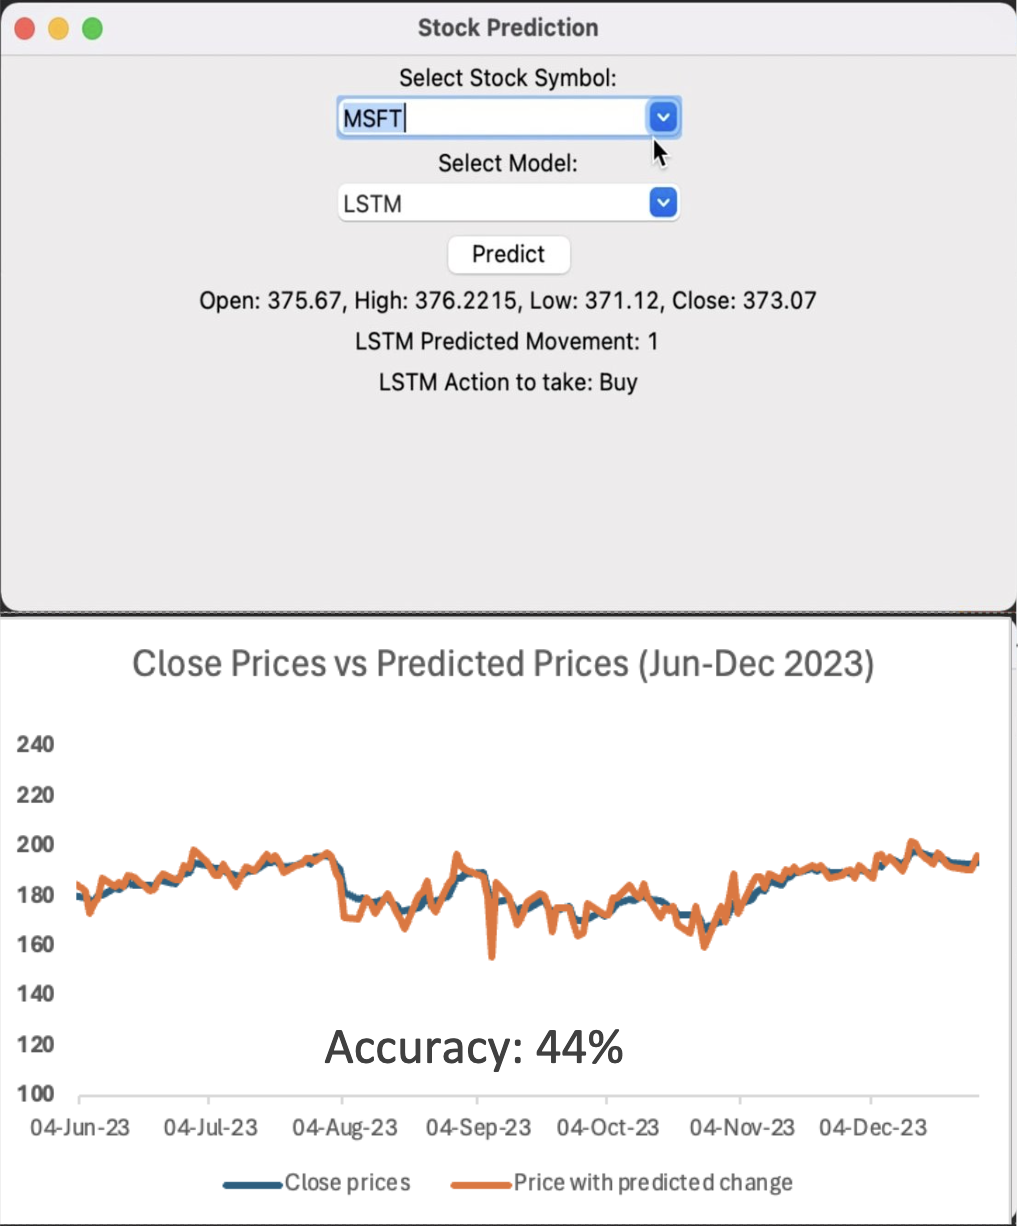 Stock Prediction
Select Stock Symbol:
MSFT
Select Model:
LSTM
Predict
Open: 375.67, High: 376.2215, Low: 371.12, Close: 373.07
LSTM Predicted Movement: 1
LSTM Action to take: Buy
Close Prices vs Predicted Prices (Jun-Dec 2023)
240
220
200
180
160
140
120
100
Accuracy: 44%
04-Jun-23 04-Jul-23 04-Aug-23 04-Sep-23 04-Oct-23 04-Nov-23 04-Dec-23
Close prices Price with predicted change